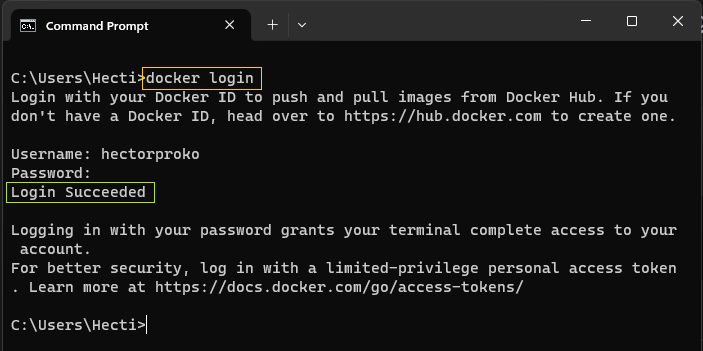 Command Prompt
C:\Users\Hecti>docker login
Login with your Docker ID to push and pull images from Docker Hub. If you
don't have a Docker ID, head over to https://hub.docker.com to create one.
Username: hectorproko
Password:
Login Succeeded
Logging in with your password grants your terminal complete access to your
 account.
For better security, log in with a limited-privilege personal access token
. Learn more at https://docs.docker.com/go/access-tokens/
C:\Users\Hecti>